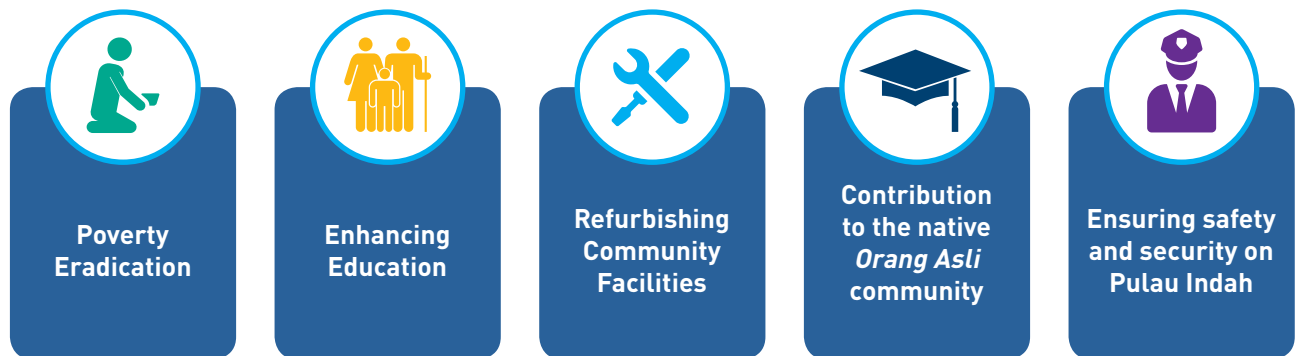 Poverty
Eradication
Enhancing
Education
Refurbishing
Community
Facilities
Contribution
to the native
Orang Asli
community
Ensuring safety
and security on
Pulau Indah